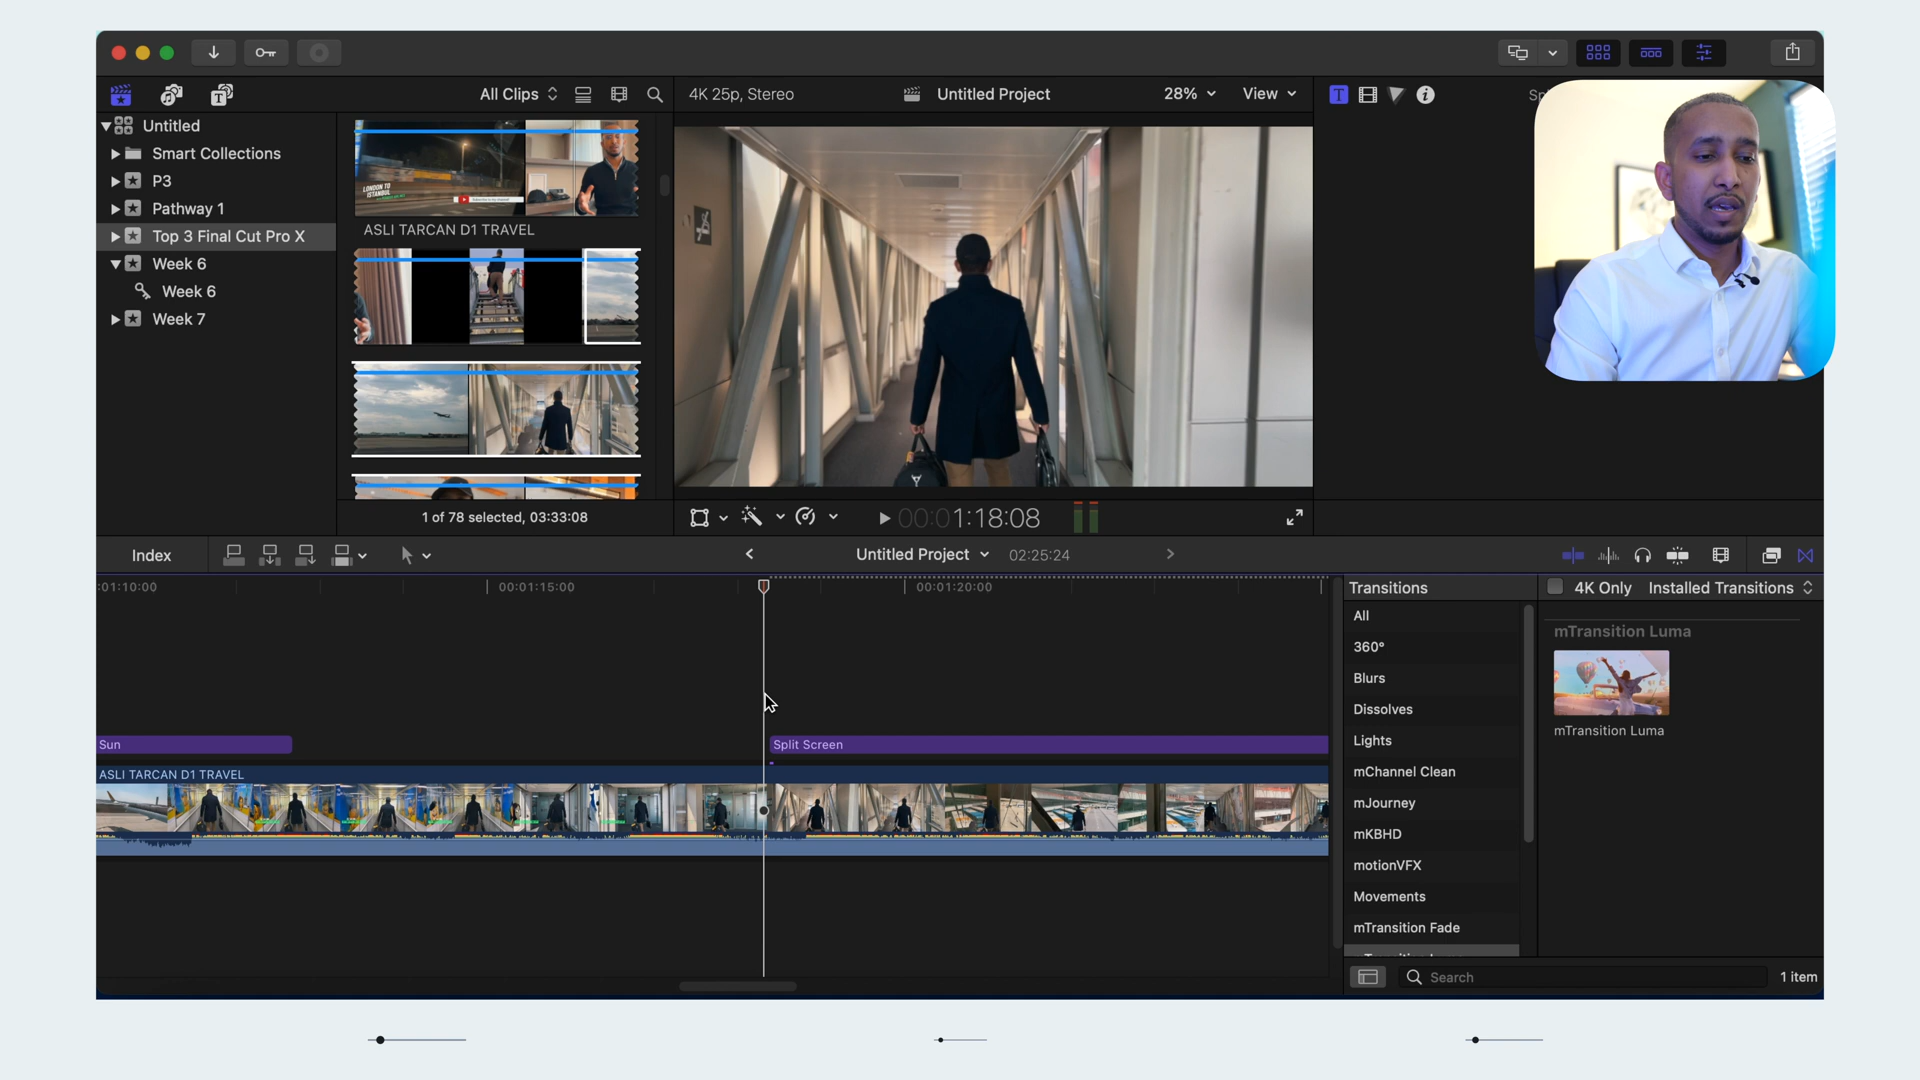 All Clips
4K 25p, Stereo
Untitled Project
28%
View
Untitled
Smart Collections
P3
Pathway 1
Top 3 Final Cut Pro X
Week 6
Week 6
Week 7
LONDON TO
ISTANBUL
ASLI TARCAN D1 TRAVEL
1 of 78 selected, 03:33:08
00:01:18:08
Index
Untitled Project
02:25:24
:01:10:00
00:01:15:00
00:01:20:00
Sun
Split Screen
ASLI TARCAN D1 TRAVEL
Transitions
4K Only
Installed Transitions
All
360°
Blurs
Dissolves
Lights
mChannel Clean
mJourney
mKBHD
motionVFX
Movements
mTransition Fade
mTransition Luma
mTransition Luma
Search
1 item